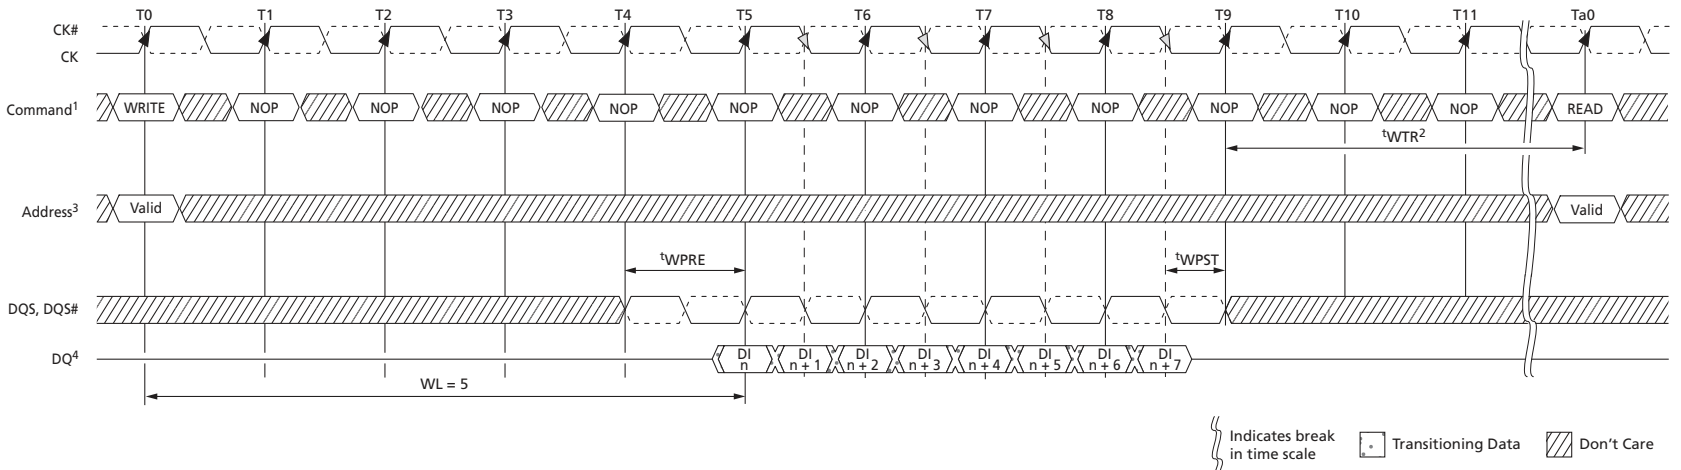 T0 T1 T2 T3 T4 T5 T6 T7 T8 T9 T10 T11 Ta0
CK#
CK
Command1 WRITE NOP NOP NOP NOP NOP NOP NOP NOP NOP NOP NOP READ
tWTR2
Address3 Valid Valid
tWPRE tWPST
DQS, DQS#
DQ4 DI n DI n + 1 DI n + 2 DI n + 3 DI n + 4 DI n + 5 DI n + 6 DI n + 7
WL = 5
Indicates break
in time scale
Transitioning Data
Don't Care